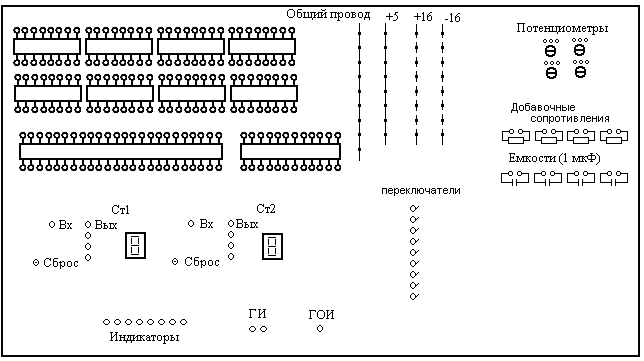 Общий провод +5 +16 -16
Потенциометры
Добавочные
сопротивления
Емкости (1 мкФ)
переключатели
Ст1 Ст2
Вх Вых Вх Вых
Сброс Сброс
ГИ ГОИ
Индикаторы